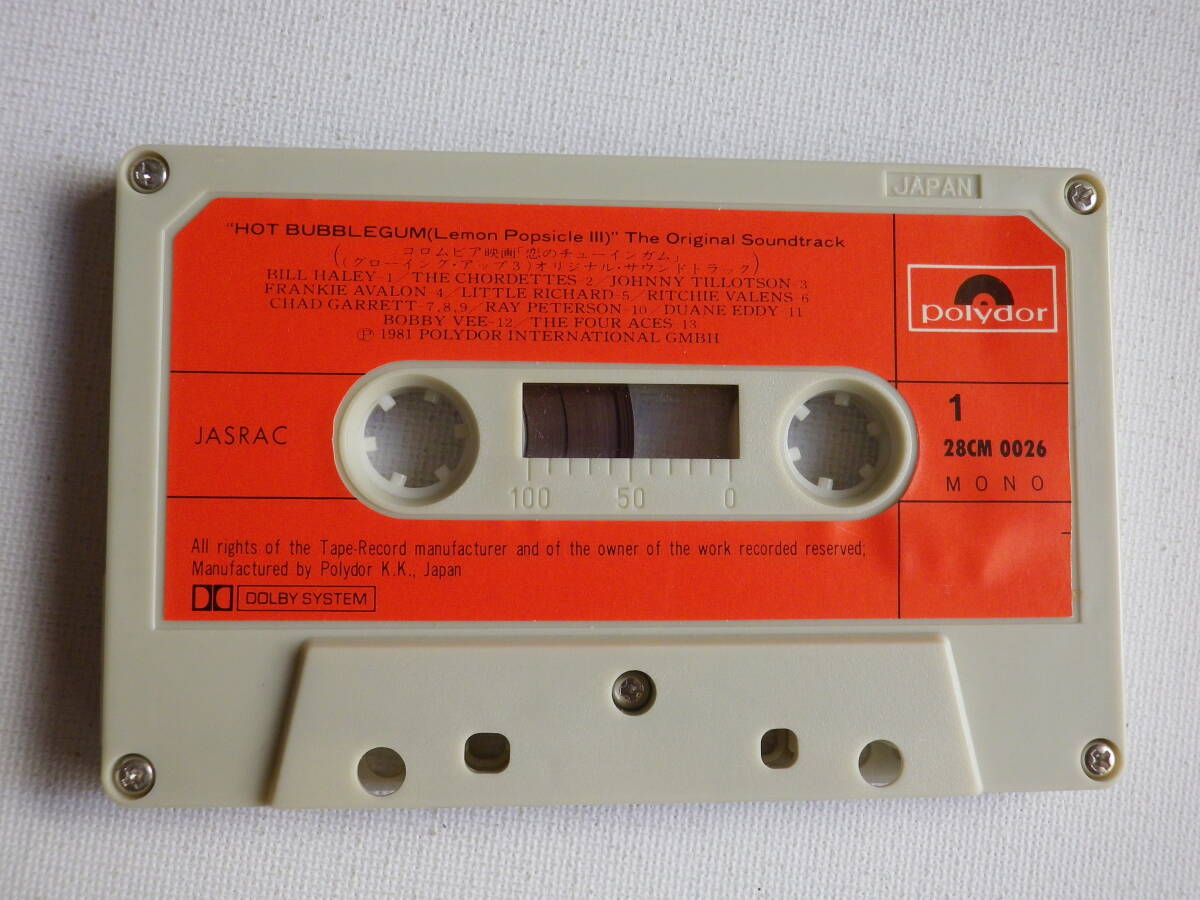 JAPAN
"HOT BUBBLEGUM(Lemon Popsicle III)" The Original Soundtrack
(コロムビア映画「恋のチューインガム」
(グローイング・アップ3)オリジナル・サウンドトラック)
BILL HALEY-1/THE CHORDETTES-2/JOHNNY TILLOTSON-3
FRANKIE AVALON-4/LITTLE RICHARD-5/RITCHIE VALENS-6
CHAD GARRETT-7,8,9/RAY PETERSON-10/DUANE EDDY-11
BOBBY VEE-12/THE FOUR ACES-13
Ⓟ 1981 POLYDOR INTERNATIONAL GMBH
polydor
JASRAC
1
28CM 0026
MONO
100 50 0
All rights of the Tape-Record manufacturer and of the owner of the work recorded reserved;
Manufactured by Polydor K.K., Japan
DOLBY SYSTEM